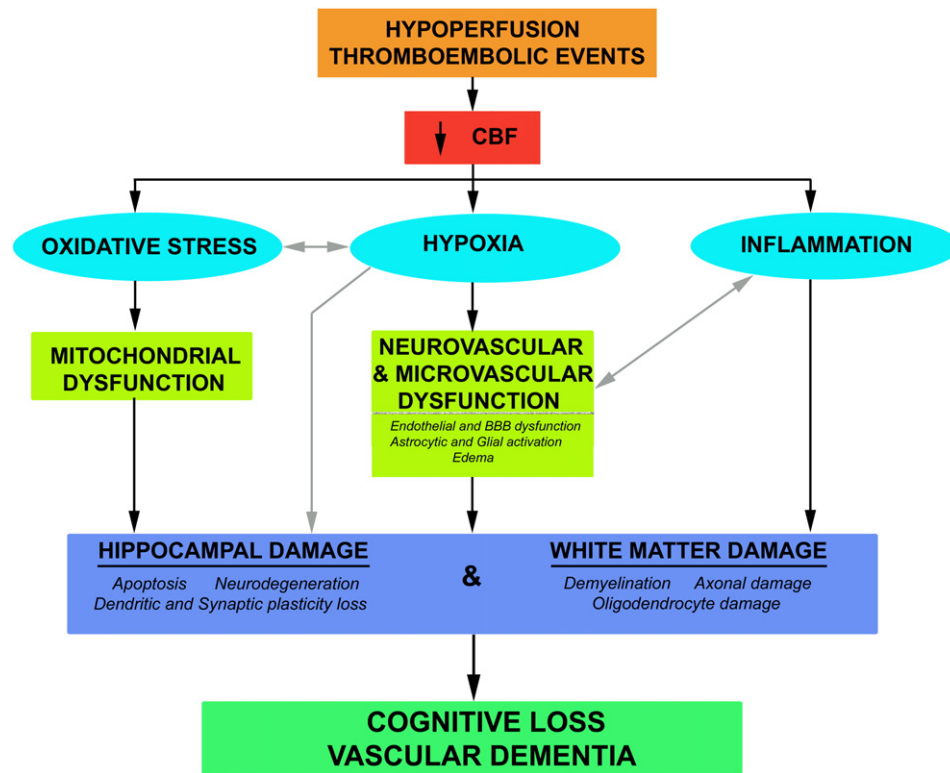 HYPOPERFUSION
THROMBOEMBOLIC EVENTS
CBF
OXIDATIVE STRESS
HYPOXIA
INFLAMMATION
MITOCHONDRIAL
DYSFUNCTION
NEUROVASCULAR
& MICROVASCULAR
DYSFUNCTION
Endothelial and BBB dysfunction
Astrocytic and Glial activation
Edema
HIPPOCAMPAL DAMAGE
Apoptosis Neurodegeneration
Dendritic and Synaptic plasticity loss
&
WHITE MATTER DAMAGE
Demyelination Axonal damage
Oligodendrocyte damage
COGNITIVE LOSS
VASCULAR DEMENTIA